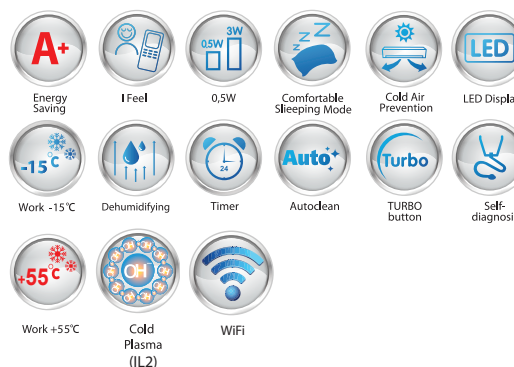 A+
0,5W 3W
Z Z Z
LED
Energy
Saving
I Feel
0,5W
Comfortable
Slieeping Mode
Cold Air
Prevention
LED Displa
-15°C
24
Auto
Turbo
Work -15°C
Dehumidifying
Timer
Autoclean
TURBO
button
Self-
diagnosi
+55°C
OH
Work +55°C
Cold
Plasma
(IL2)
WiFi